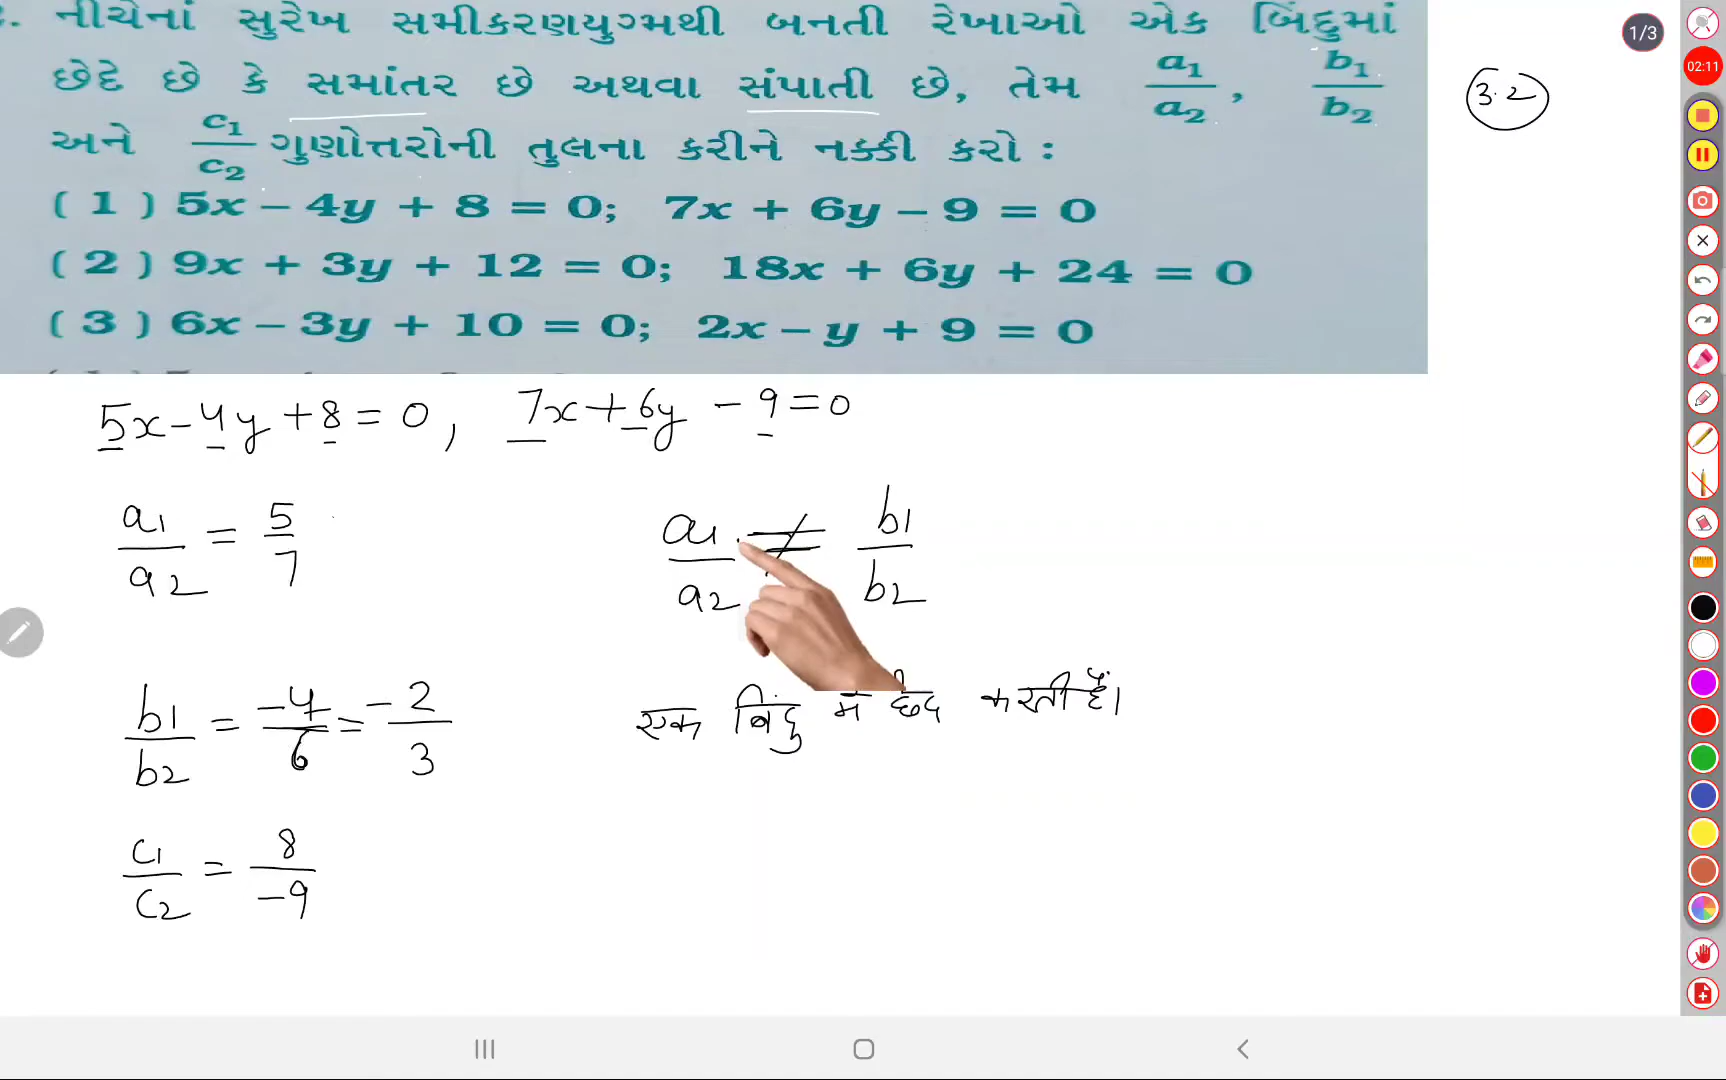 . નીચેનાં સુરેખ સમીકરણયુગ્મથી બનતી રેખાઓ એક બિંદુમાં
છેદે છે કે સમાંતર છે અથવા સંપાતી છે, તેમ a₁/a₂, b₁/b₂
અને c₁/c₂ ગુણોત્તરોની તુલના કરીને નક્કી કરો :
( 1 ) 5x – 4y + 8 = 0; 7x + 6y – 9 = 0
( 2 ) 9x + 3y + 12 = 0; 18x + 6y + 24 = 0
( 3 ) 6x – 3y + 10 = 0; 2x – y + 9 = 0
3.2
1/3
02:11
5x – 4y + 8 = 0, 7x + 6y – 9 = 0
a1/a2 = 5/7
a1/a2 ≠ b1/b2
b1/b2 = –4/6 = –2/3
एक बिंदु में छेद करती हैं।
c1/c2 = 8/–9